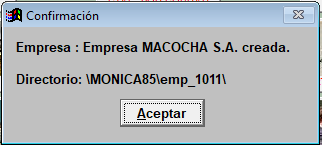 Confirmación
Empresa : Empresa MACOCHA S.A. creada.
Directorio: \MONICA85\emp_1011\
Aceptar